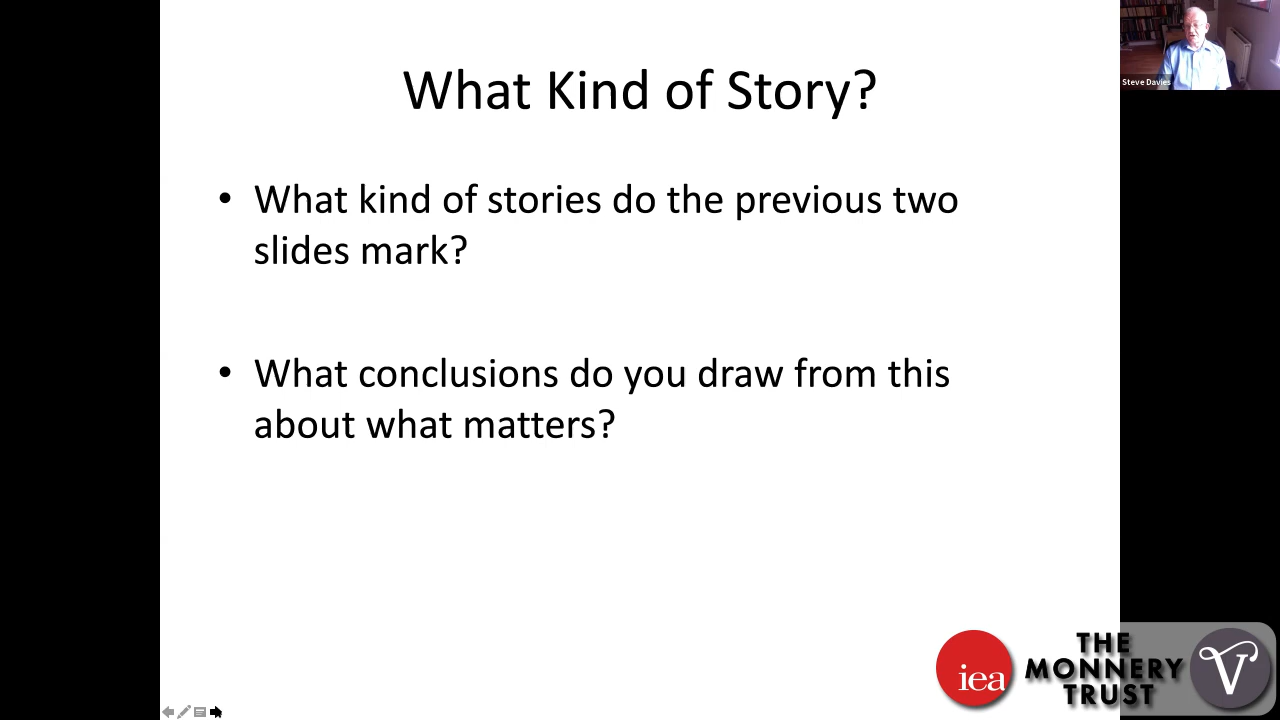 What Kind of Story?
Steve Davies
• What kind of stories do the previous two
slides mark?
• What conclusions do you draw from this
about what matters?
iea
THE
MONNERY
TRUST
V